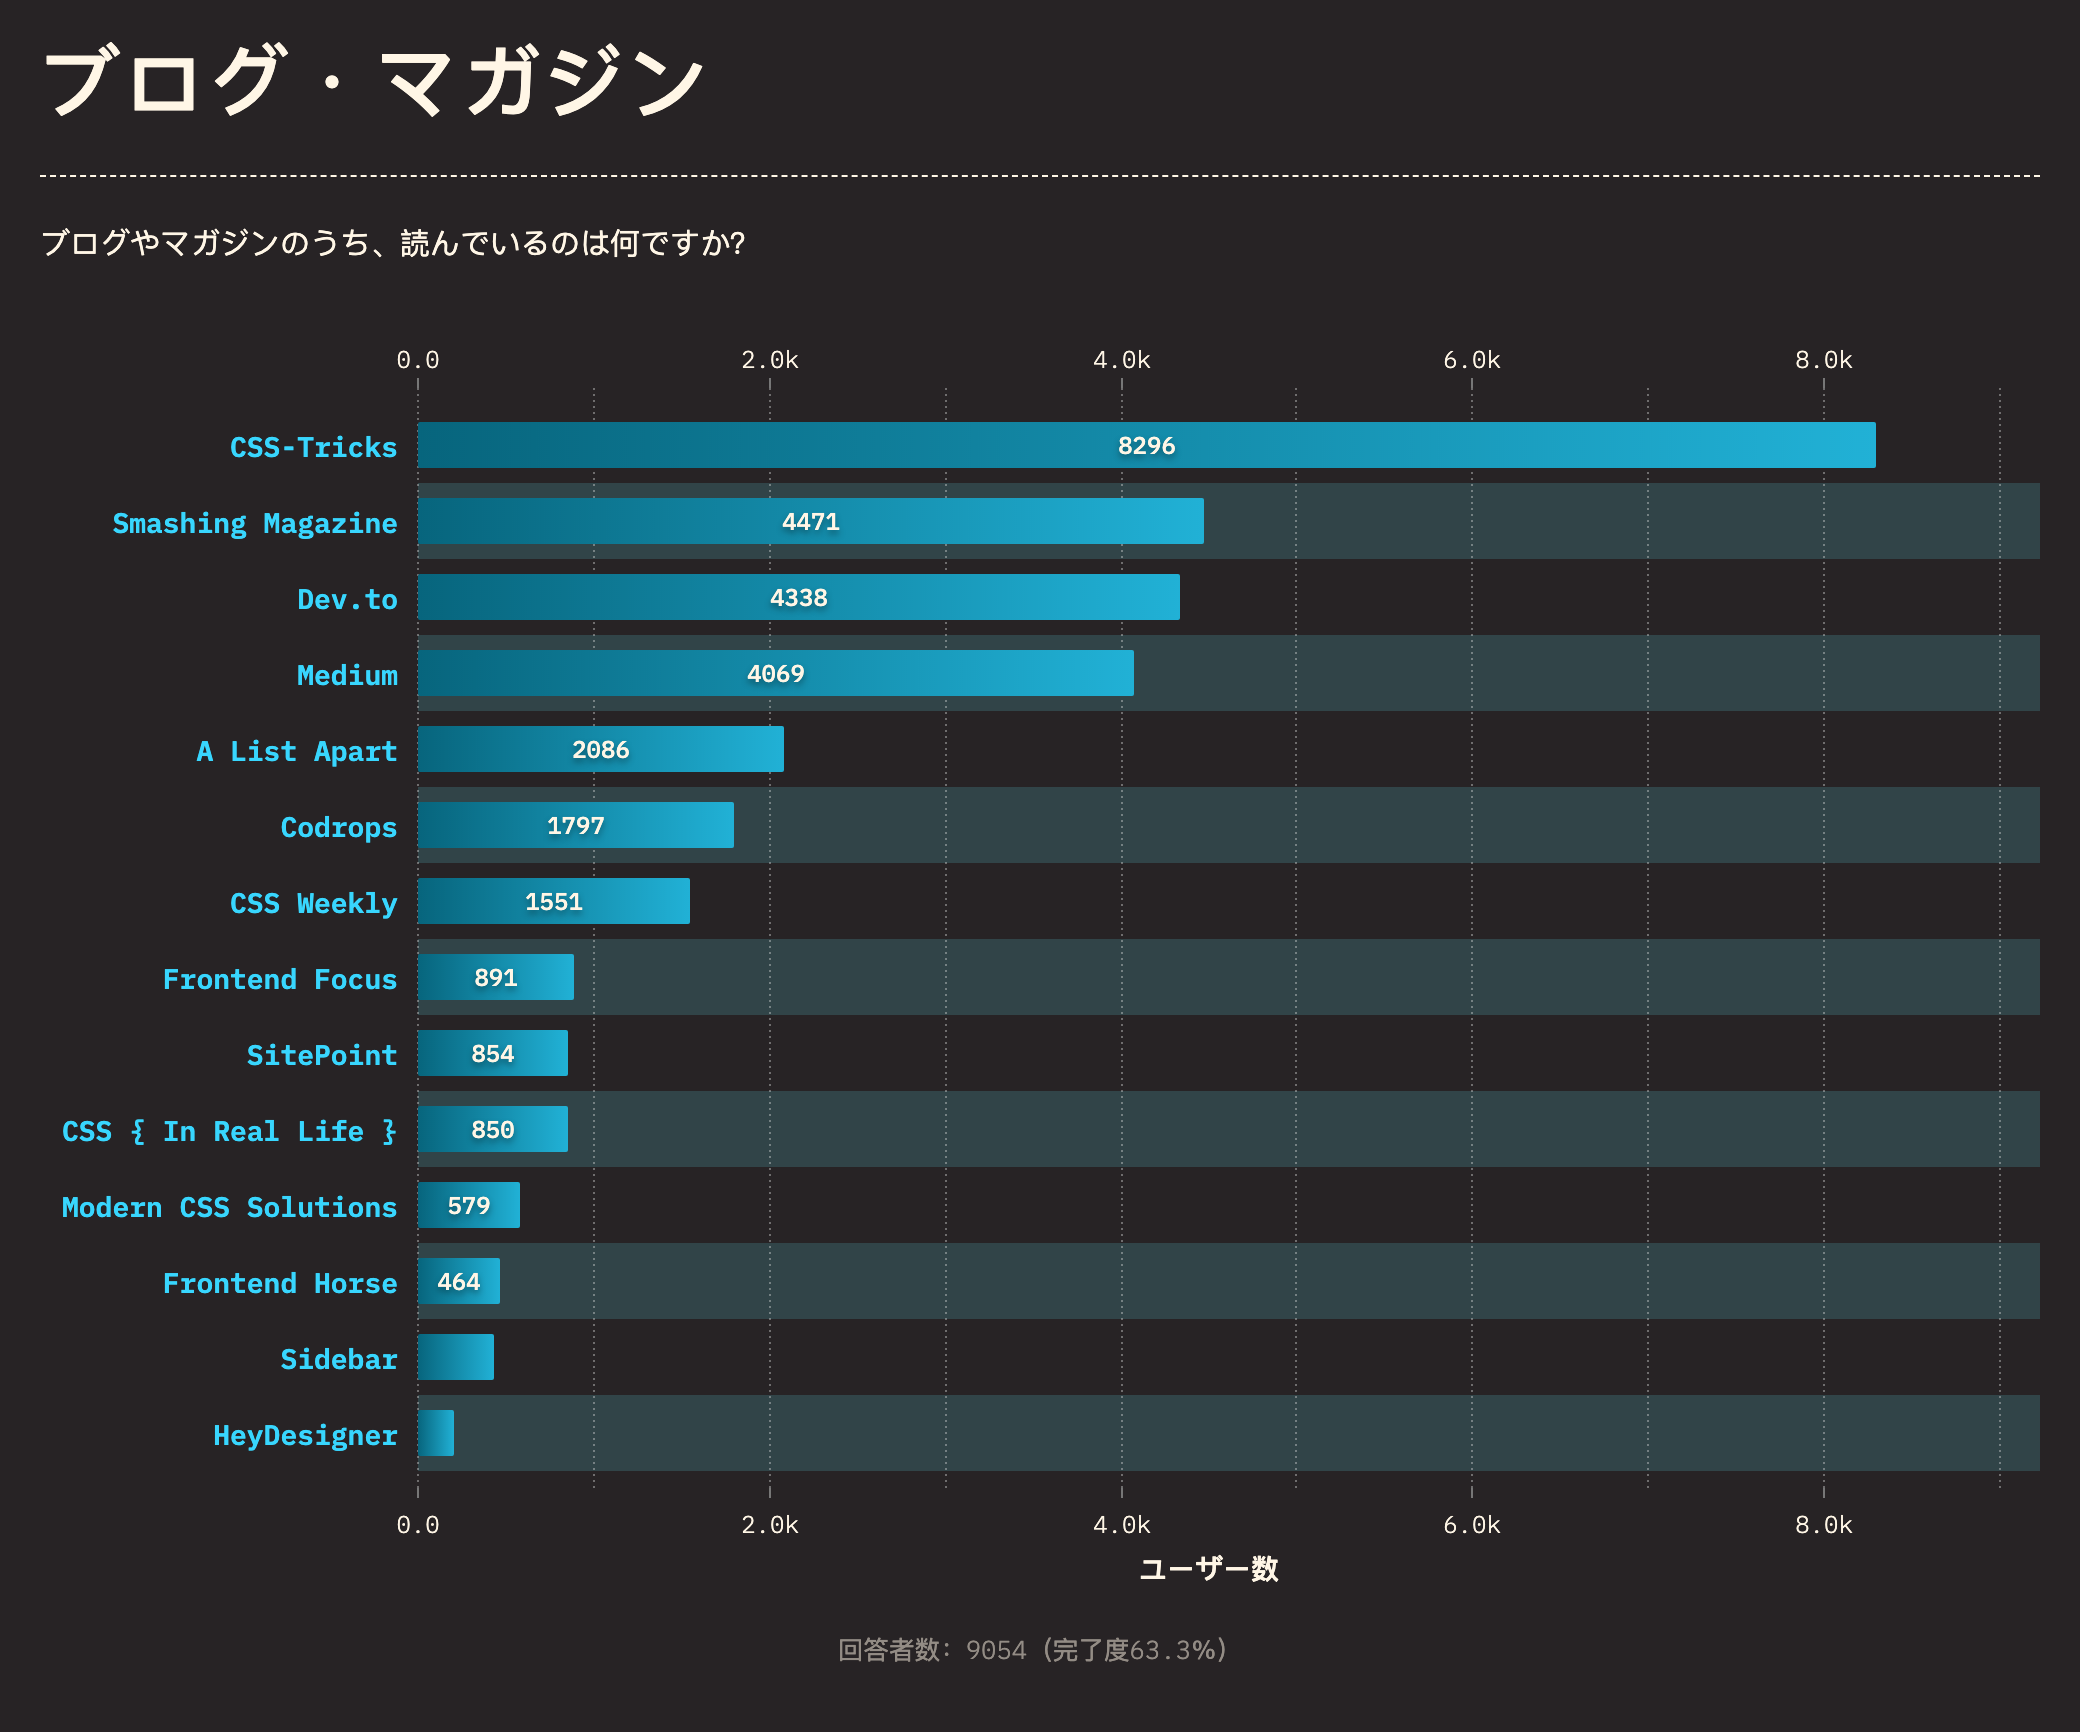 ブログ・マガジン
ブログやマガジンのうち、読んでいるのは何ですか?
0.0 2.0k 4.0k 6.0k 8.0k
CSS-Tricks 8296
Smashing Magazine 4471
Dev.to 4338
Medium 4069
A List Apart 2086
Codrops 1797
CSS Weekly 1551
Frontend Focus 891
SitePoint 854
CSS { In Real Life } 850
Modern CSS Solutions 579
Frontend Horse 464
Sidebar
HeyDesigner
0.0 2.0k 4.0k 6.0k 8.0k
ユーザー数
回答者数: 9054 (完了度63.3%)